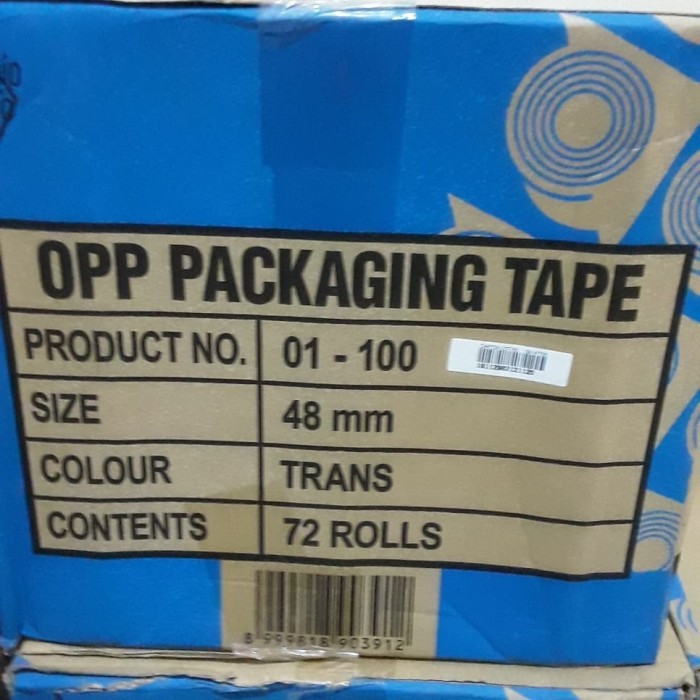 OPP PACKAGING TAPE
PRODUCT NO. 01 - 100
SIZE 48 mm
COLOUR TRANS
CONTENTS 72 ROLLS
8 999818 903912